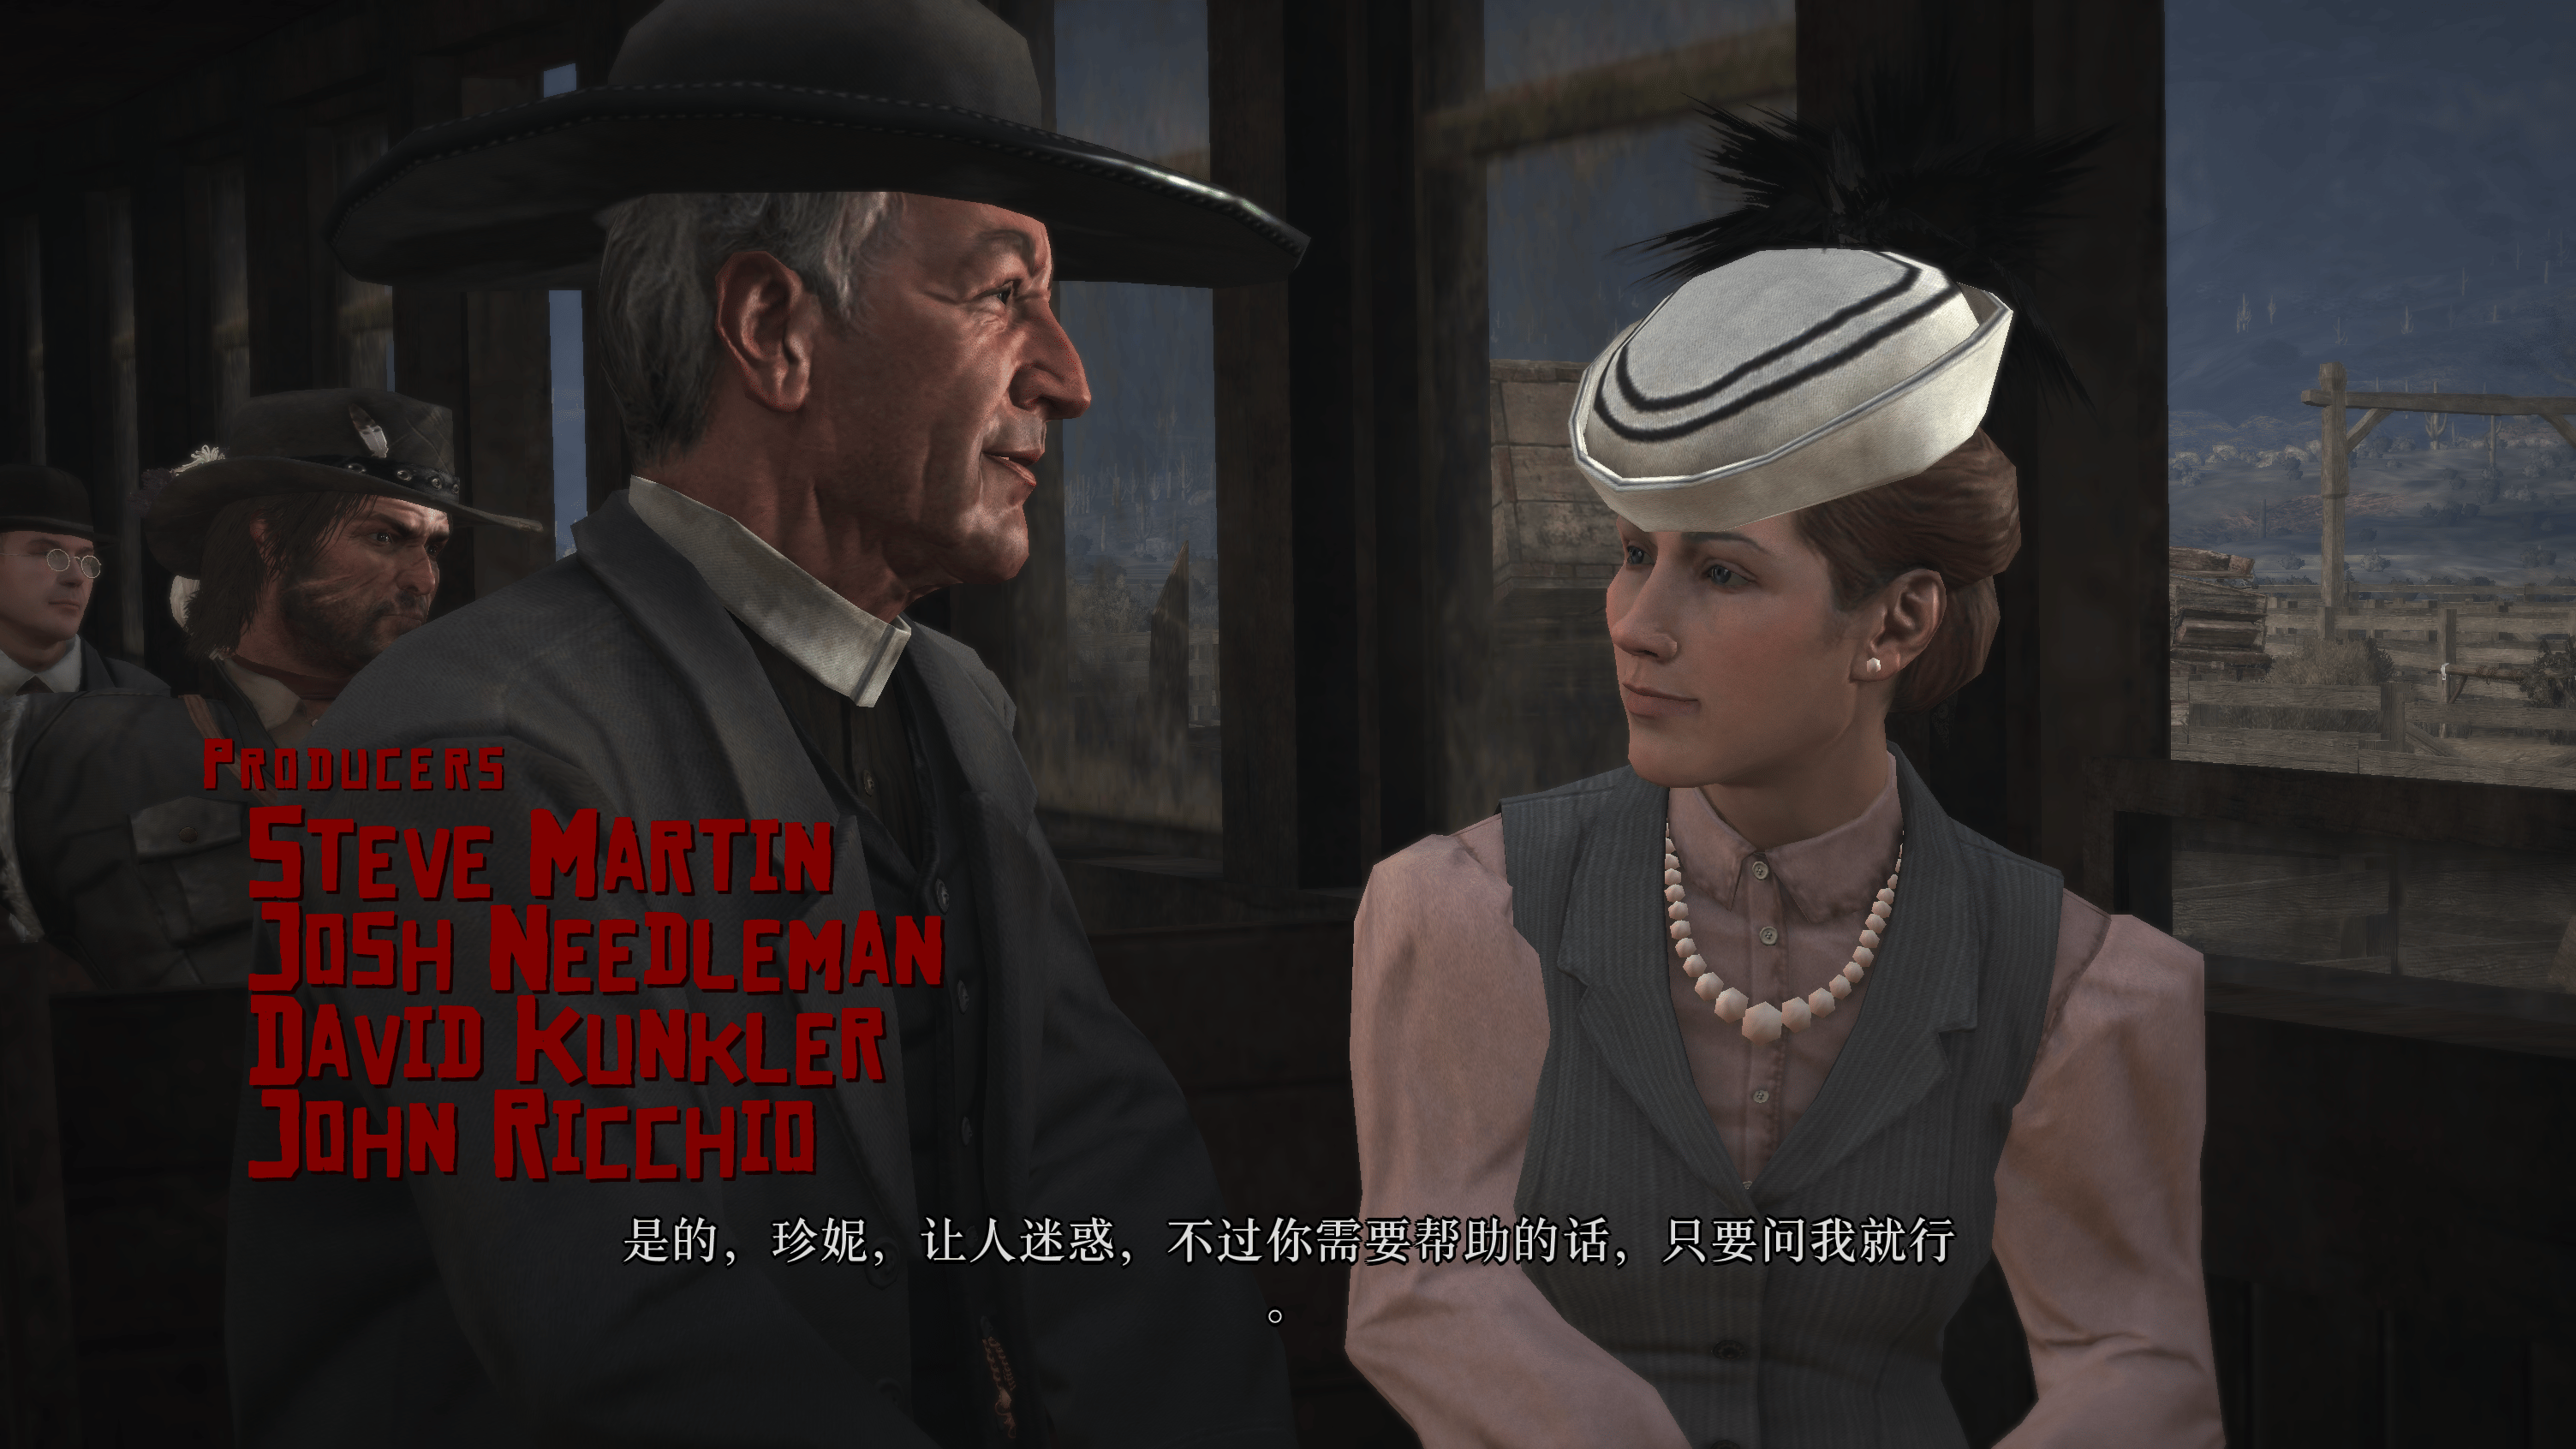 PRODUCERS
STEVE MARTIN
JOSH NEEDLEMAN
DAVID KUNKLER
JOHN RICCHIO
是的，珍妮，让人迷惑，不过你需要帮助的话，只要问我就行
。